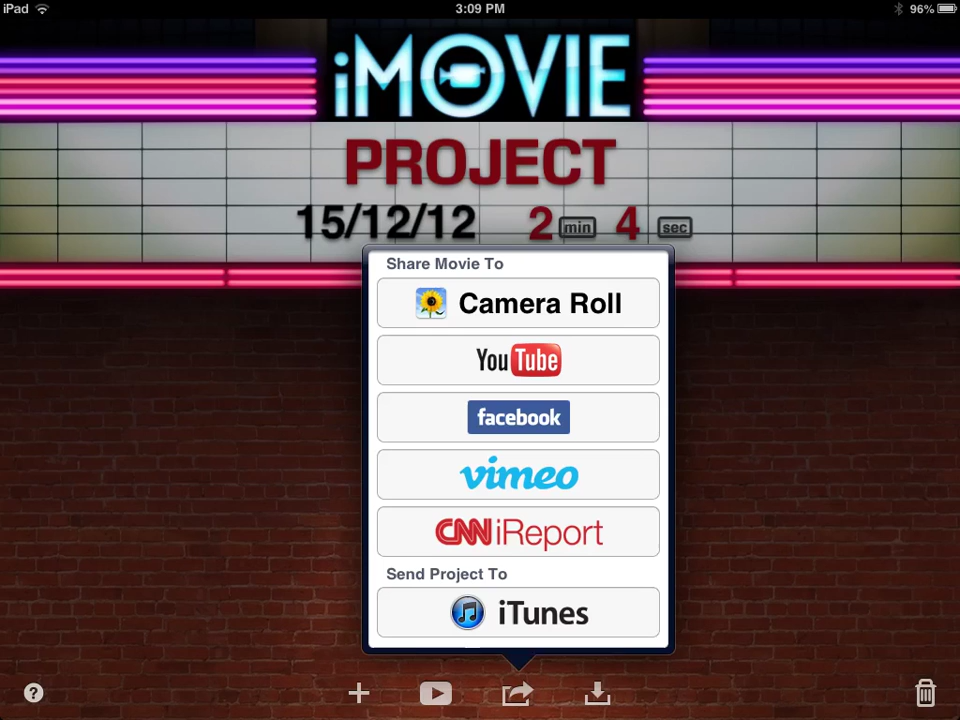 iPad 3:09 PM 96%
iMOVIE
PROJECT
15/12/12 2 min 4 sec
Share Movie To
Camera Roll
YouTube
facebook
vimeo
CNN iReport
Send Project To
iTunes
?